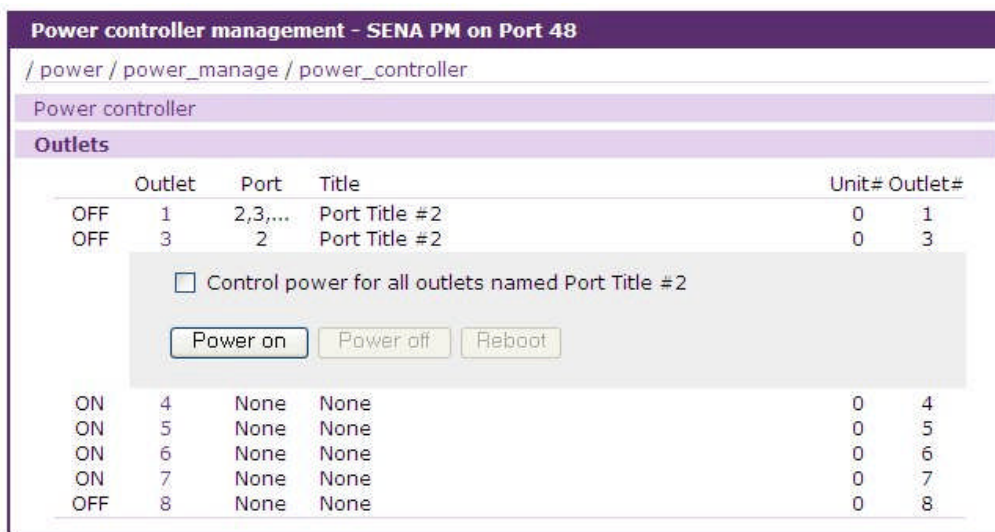 Power controller management - SENA PM on Port 48
/ power / power_manage / power_controller
Power controller
Outlets
Outlet Port Title Unit# Outlet#
OFF 1 2,3,... Port Title #2 0 1
OFF 3 2 Port Title #2 0 3
Control power for all outlets named Port Title #2
Power on Power off Reboot
ON 4 None None 0 4
ON 5 None None 0 5
ON 6 None None 0 6
ON 7 None None 0 7
OFF 8 None None 0 8